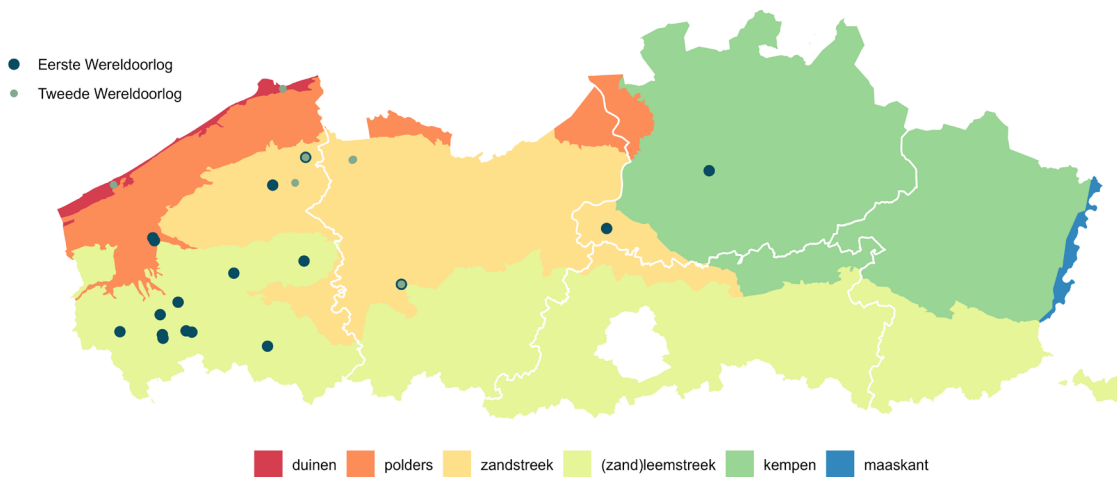 Eerste Wereldoorlog
Tweede Wereldoorlog
duinen polders zandstreek (zand)leemstreek kempen maaskant